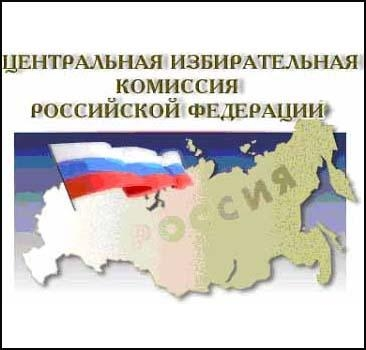 ЦЕНТРАЛЬНАЯ ИЗБИРАТЕЛЬНАЯ
КОМИССИЯ
РОССИЙСКОЙ ФЕДЕРАЦИИ
РОССИЯ